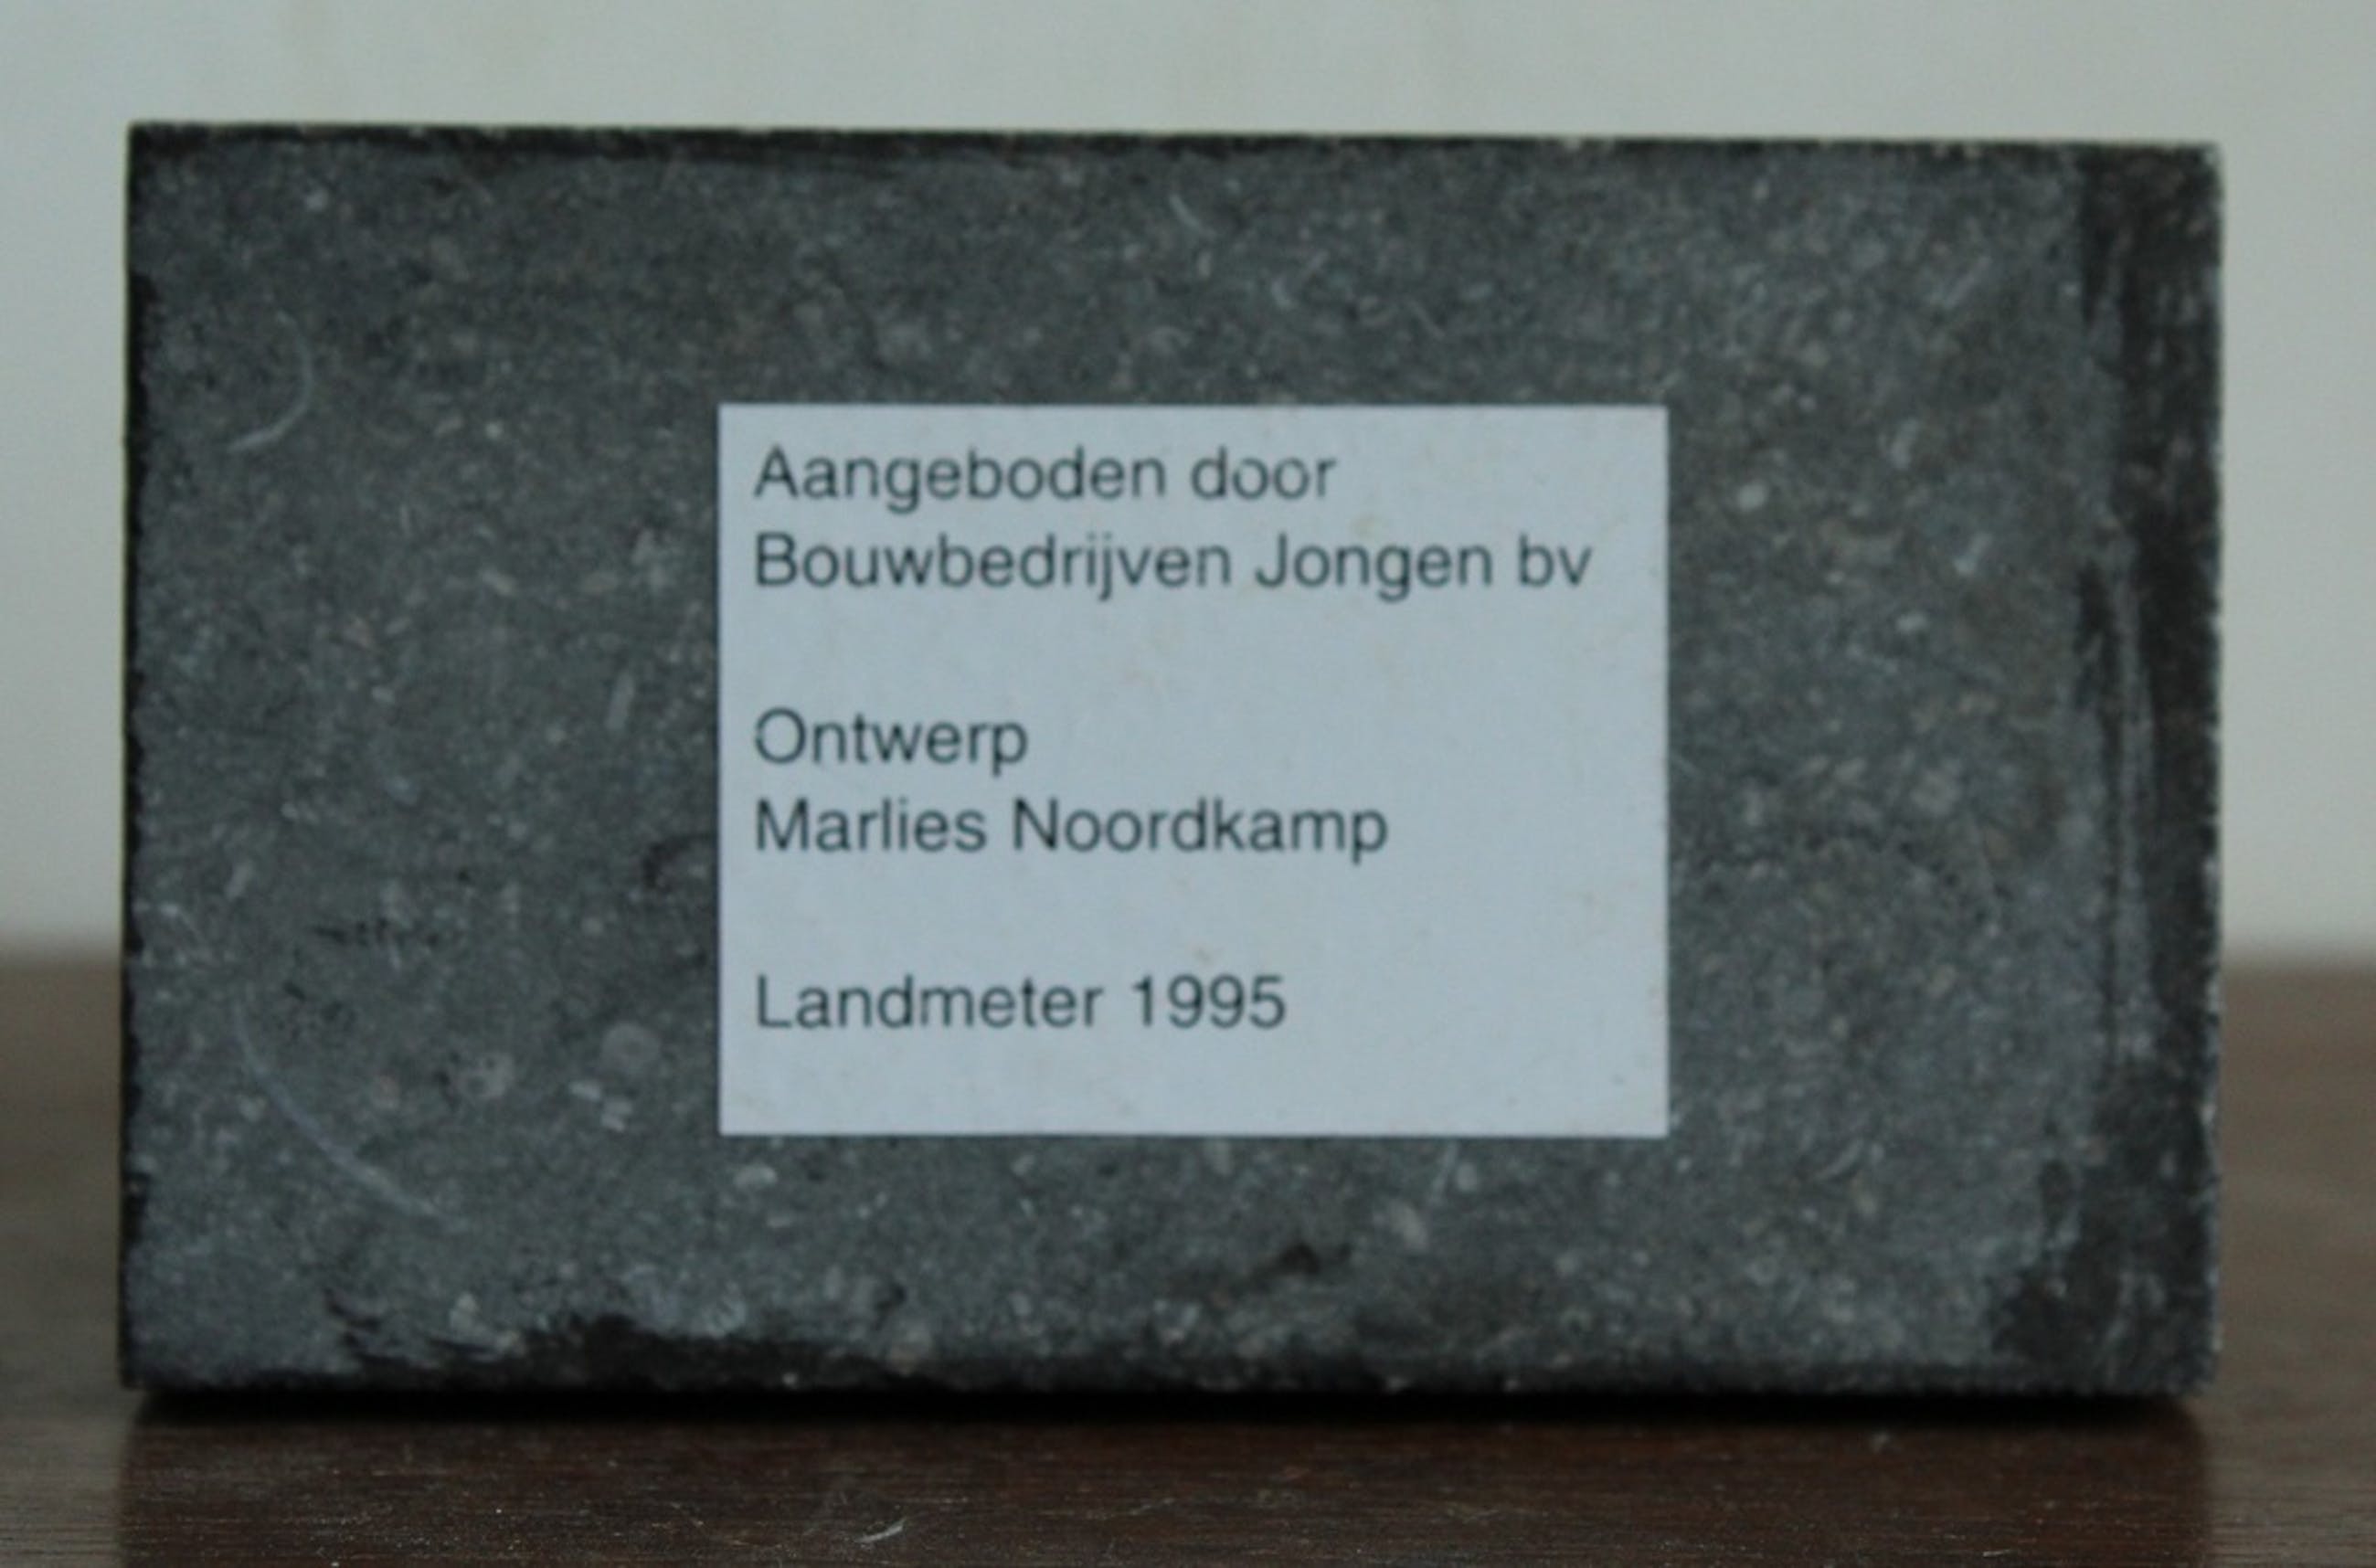 Aangeboden door
Bouwbedrijven Jongen bv
Ontwerp
Marlies Noordkamp
Landmeter 1995